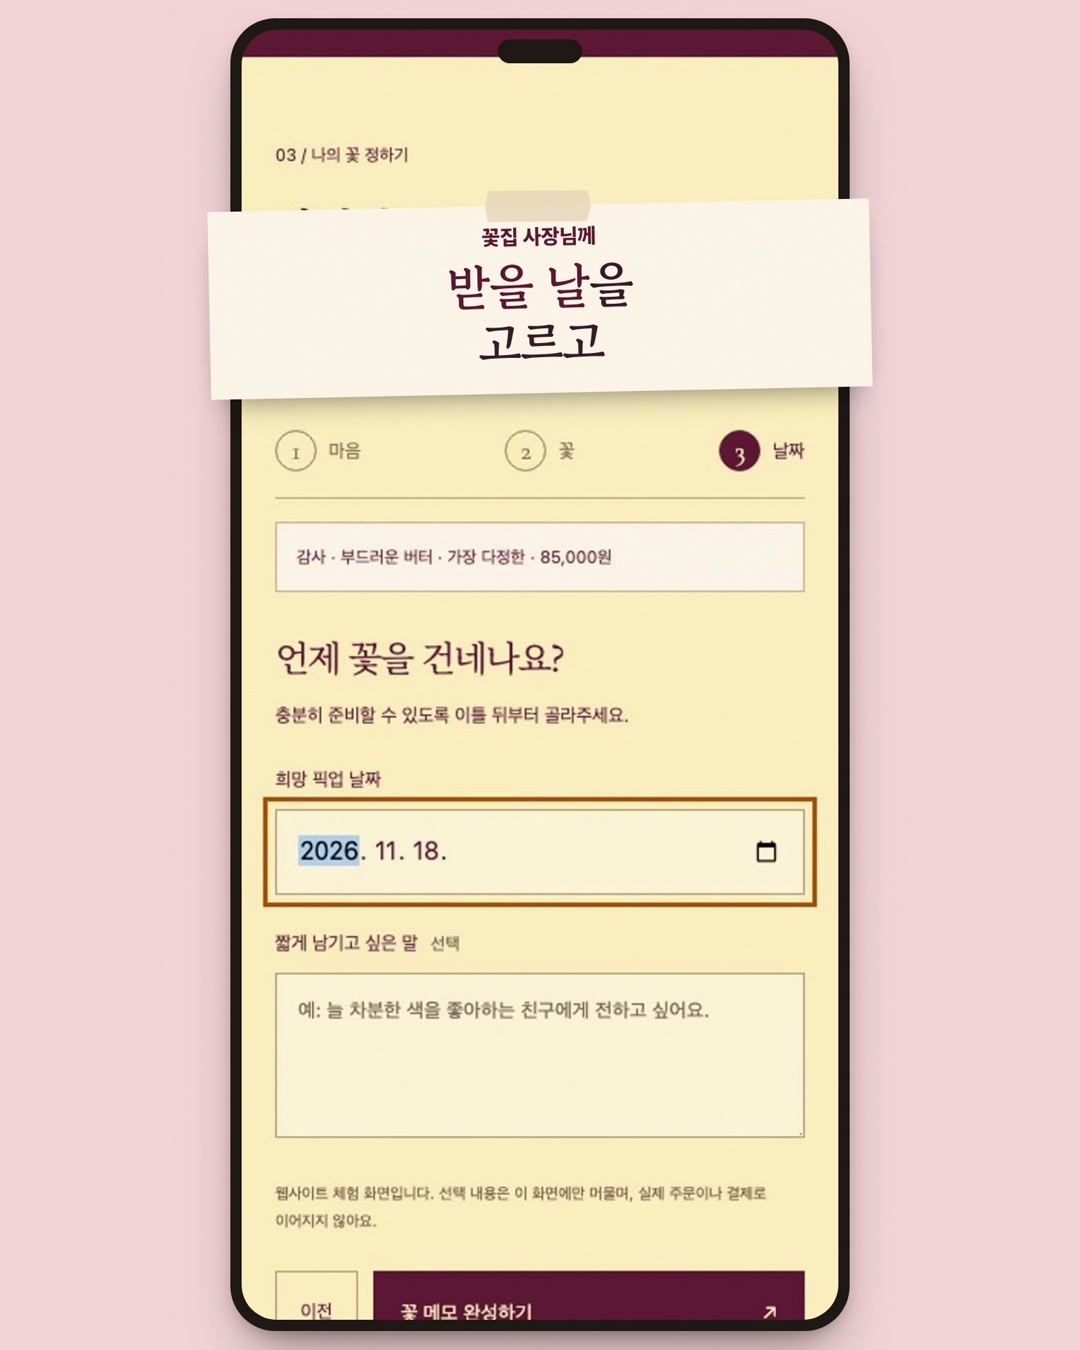 03 / 나의 꽃 정하기
꽃집 사장님께
받을 날을
고르고
1 마음
2 꽃
3 날짜
감사 · 부드러운 버터 · 가장 다정한 · 85,000원
언제 꽃을 건네나요?
충분히 준비할 수 있도록 이틀 뒤부터 골라주세요.
희망 픽업 날짜
2026. 11. 18.
짧게 남기고 싶은 말 선택
예: 늘 차분한 색을 좋아하는 친구에게 전하고 싶어요.
웹사이트 체험 화면입니다. 선택 내용은 이 화면에만 머물며, 실제 주문이나 결제로
이어지지 않아요.
이전
꽃 메모 완성하기